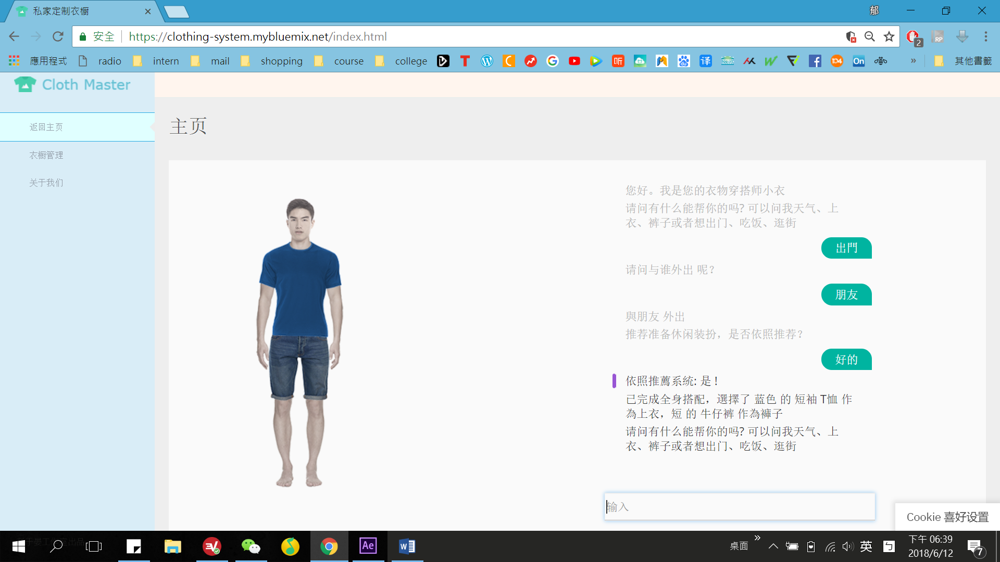 私家定制衣橱
郁
安全
https://clothing-system.mybluemix.net/index.html
2
RP
應用程式
radio
intern
mail
shopping
course
college
其他書籤
Cloth Master
返回主页
衣橱管理
关于我们
主页
您好。我是您的衣物穿搭师小衣
请问有什么能帮你的吗? 可以问我天气、上
衣、裤子或者想出门、吃饭、逛街
出門
请问与谁外出 呢？
朋友
與朋友 外出
推荐准备休闲装扮，是否依照推荐？
好的
依照推薦系統: 是！
已完成全身搭配，選擇了 蓝色 的 短袖 T恤 作
為上衣，短 的 牛仔裤 作為褲子
请问有什么能帮你的吗? 可以问我天气、上
衣、裤子或者想出门、吃饭、逛街
输入
Cookie 喜好设置
桌面
英
下午 06:39
2018/6/12
7